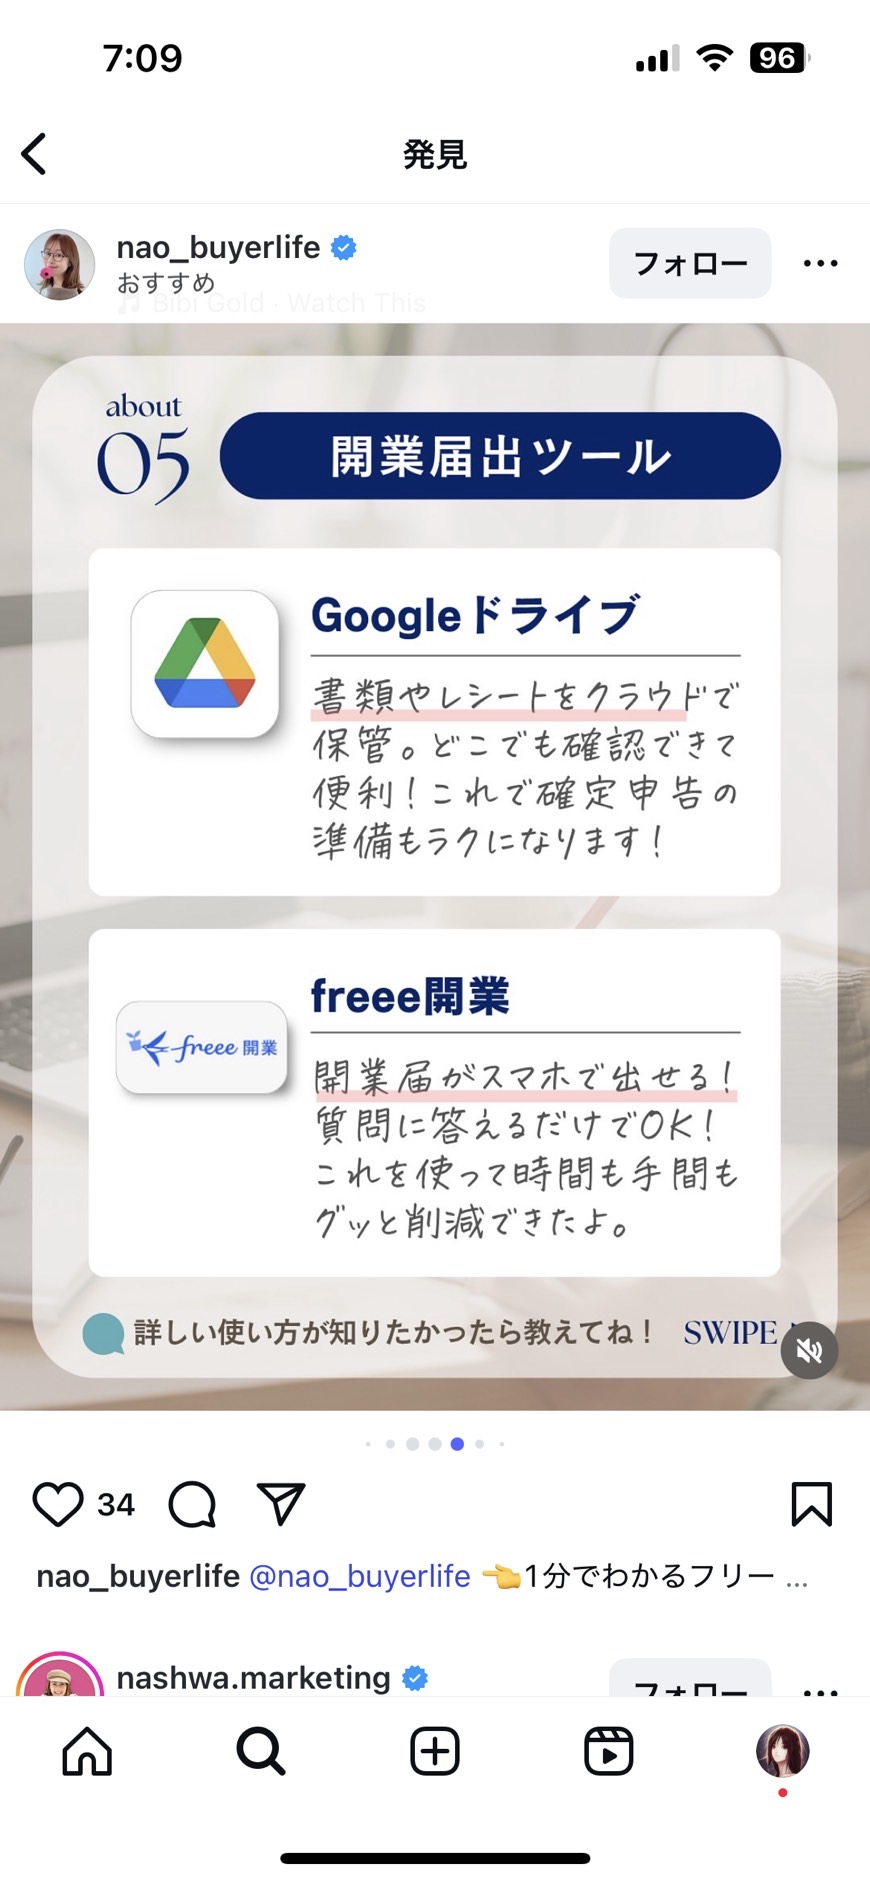 7:09
96
発見
nao_buyerlife
フォロー
おすすめ
Bibi Gold · Watch This
about
05
開業届出ツール
Googleドライブ
書類やレシートをクラウドで
保管。どこでも確認できて
便利！これで確定申告の
準備もラクになります！
freee開業
freee 開業
開業届がスマホで出せる！
質問に答えるだけでOK！
これを使って時間も手間も
グッと削減できたよ。
詳しい使い方が知りたかったら教えてね！
SWIPE
34
nao_buyerlife @nao_buyerlife 👈1分でわかるフリー ...
nashwa.marketing
フォロー